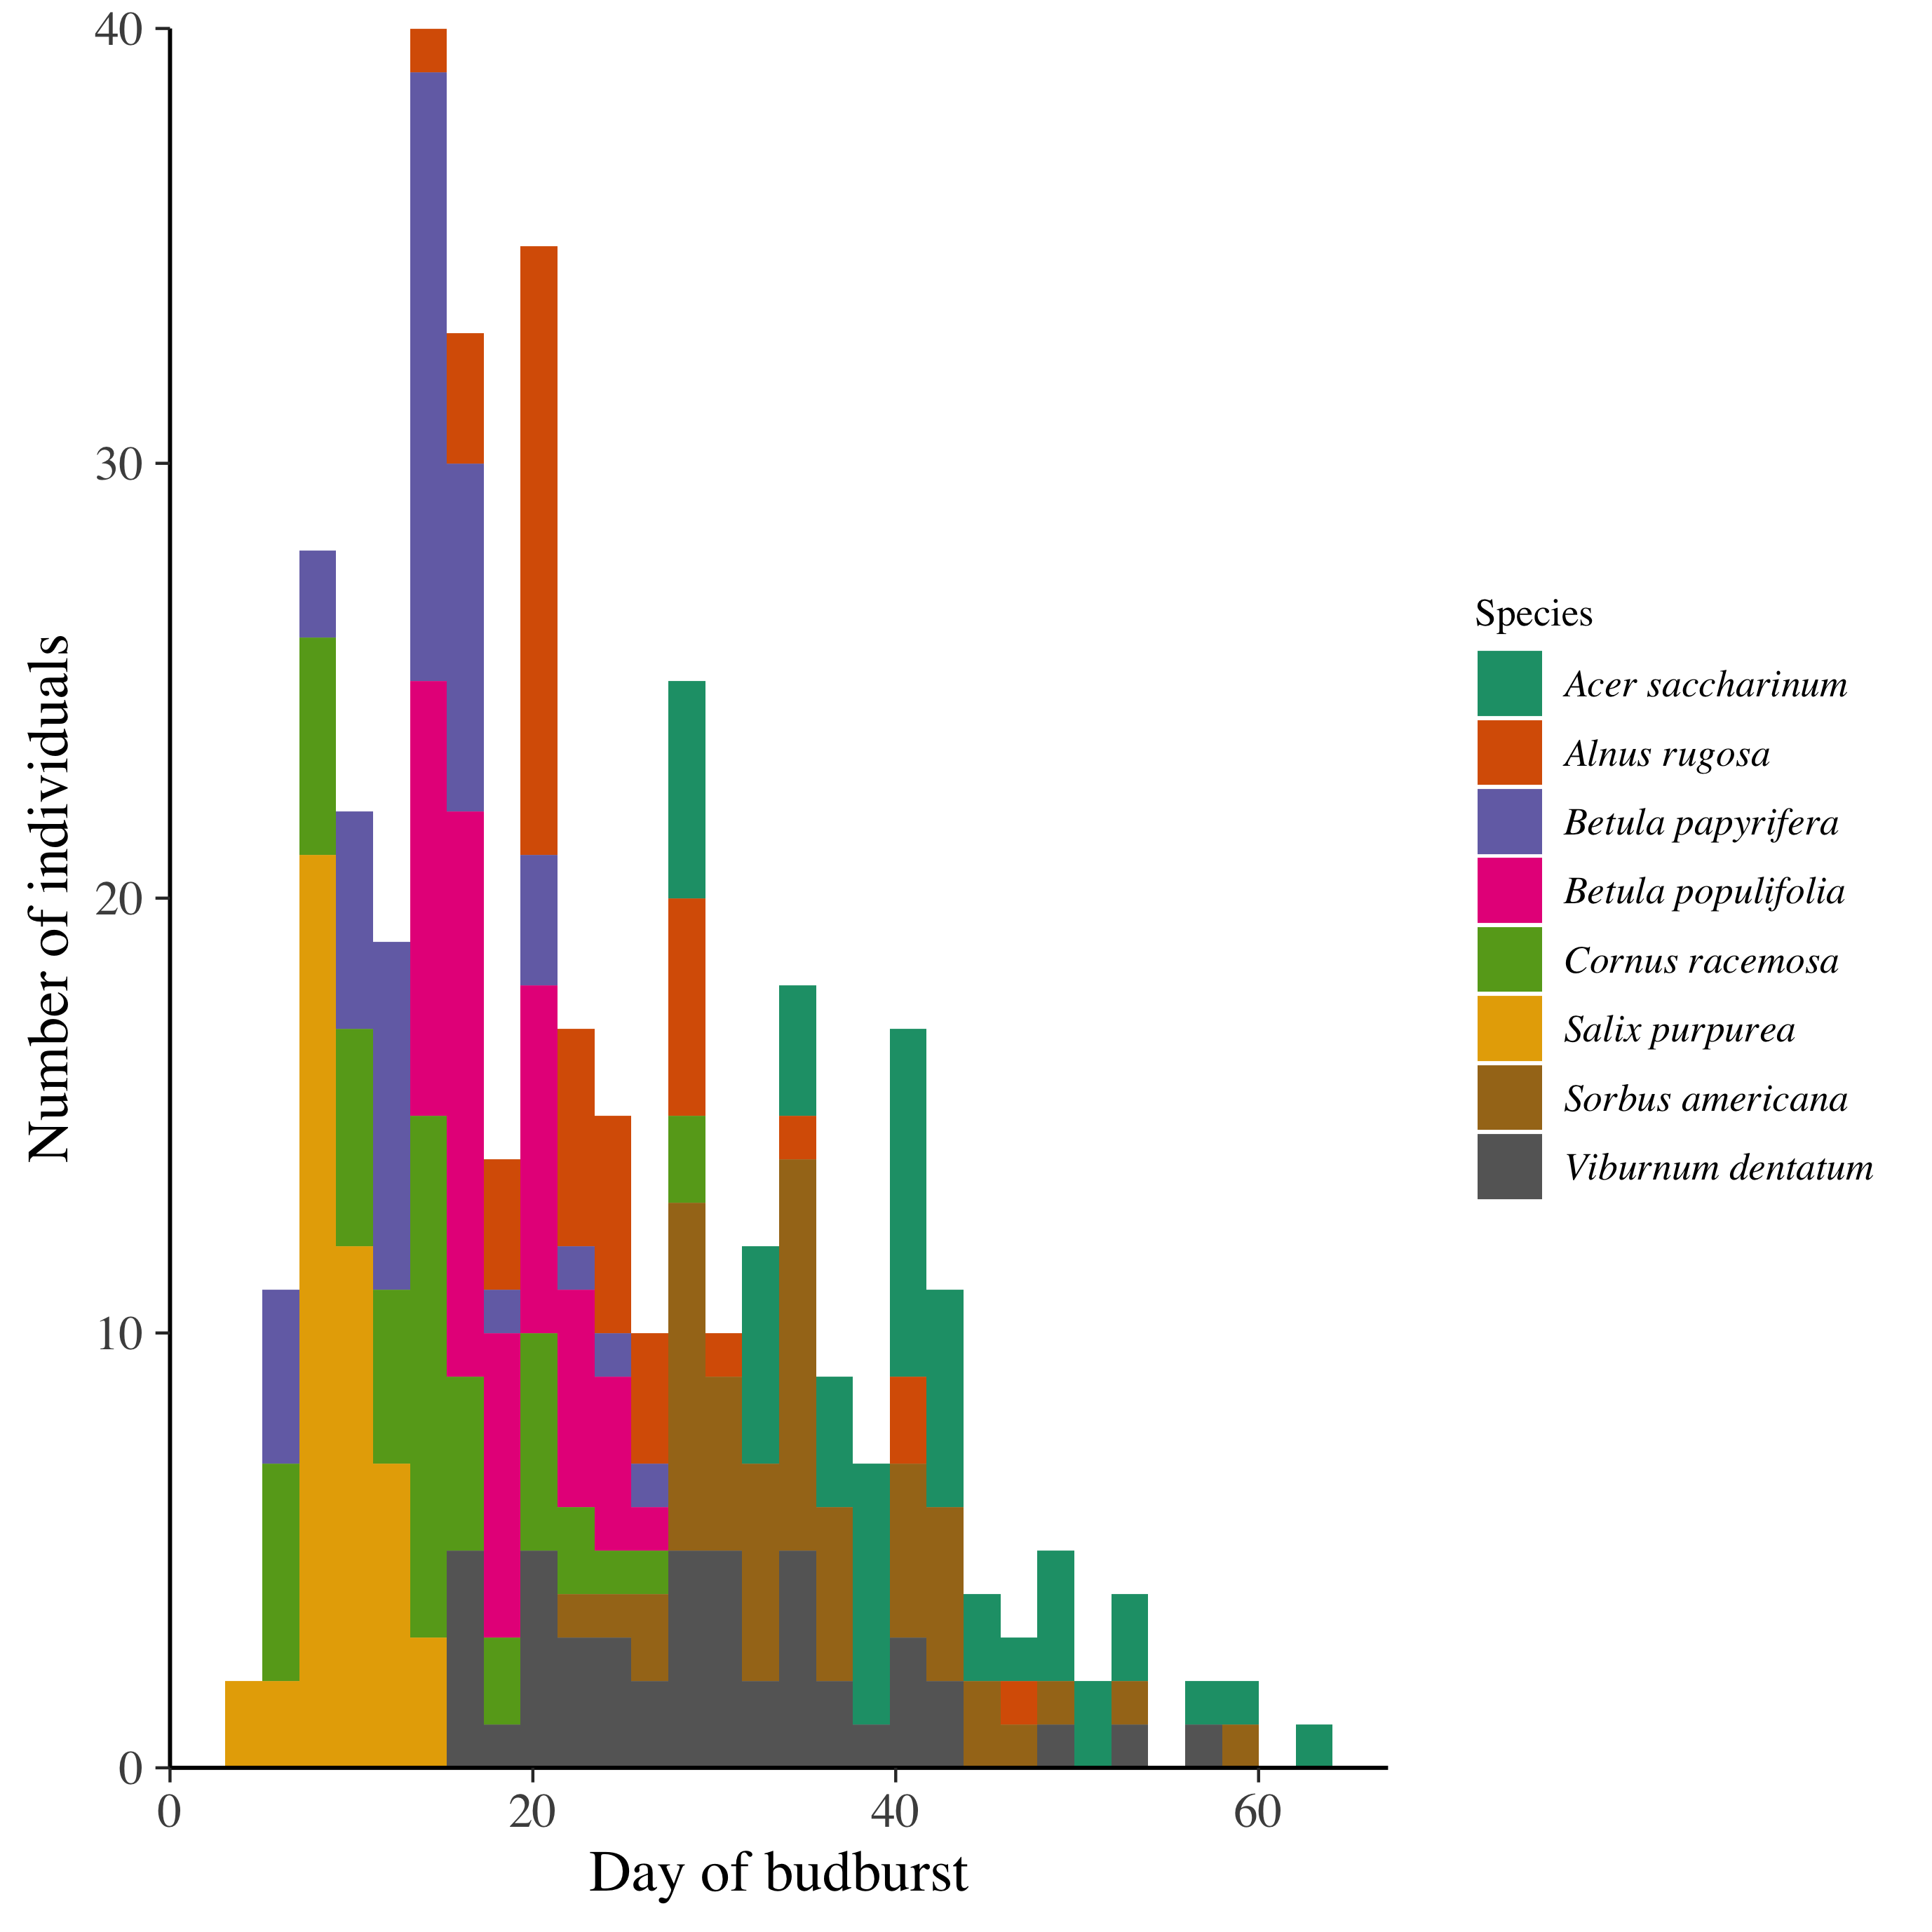 40
30
20
10
0
0 20 40 60
Number of individuals
Day of budburst
Species
Acer saccharinum
Alnus rugosa
Betula papyrifera
Betula populifolia
Cornus racemosa
Salix purpurea
Sorbus americana
Viburnum dentatum